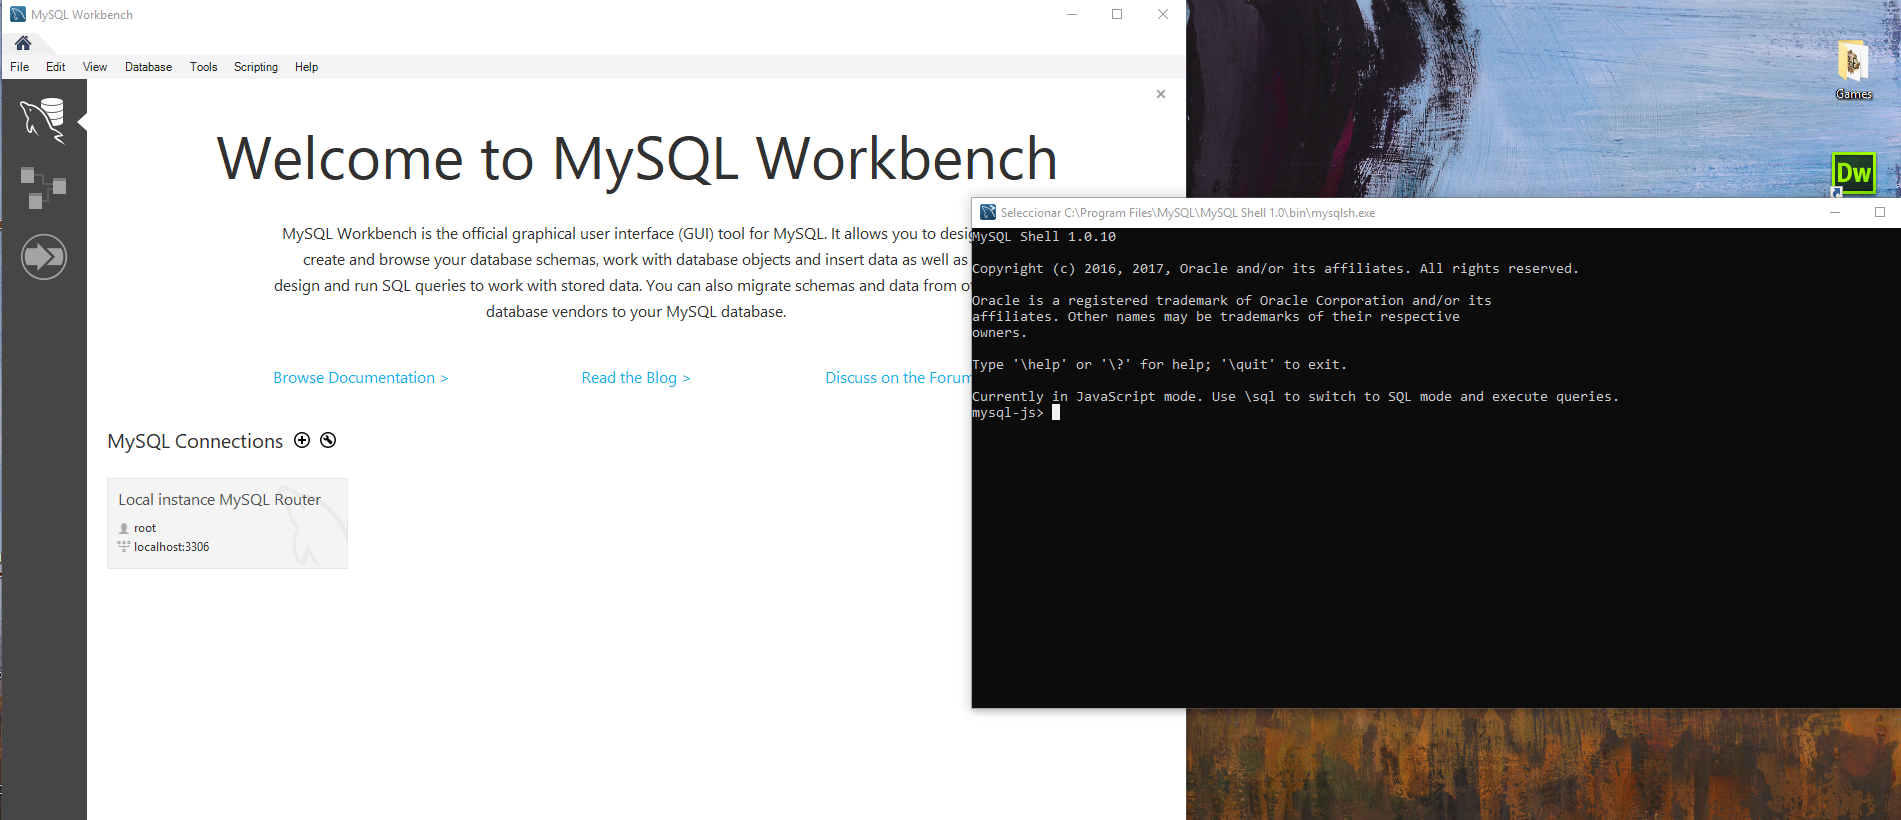 MySQL Workbench
File Edit View Database Tools Scripting Help
Welcome to MySQL Workbench
MySQL Workbench is the official graphical user interface (GUI) tool for MySQL. It allows you to
create and browse your database schemas, work with database objects and insert data as well as
design and run SQL queries to work with stored data. You can also migrate schemas and data from
database vendors to your MySQL database.
Browse Documentation >
Read the Blog >
Discuss on the Forum
MySQL Connections
Local instance MySQL Router
root
localhost:3306
Games
Dw
Seleccionar C:\Program Files\MySQL\MySQL Shell 1.0\bin\mysqlsh.exe
MySQL Shell 1.0.10
Copyright (c) 2016, 2017, Oracle and/or its affiliates. All rights reserved.
Oracle is a registered trademark of Oracle Corporation and/or its
affiliates. Other names may be trademarks of their respective
owners.
Type '\help' or '\?' for help; '\quit' to exit.
Currently in JavaScript mode. Use \sql to switch to SQL mode and execute queries.
mysql-js>